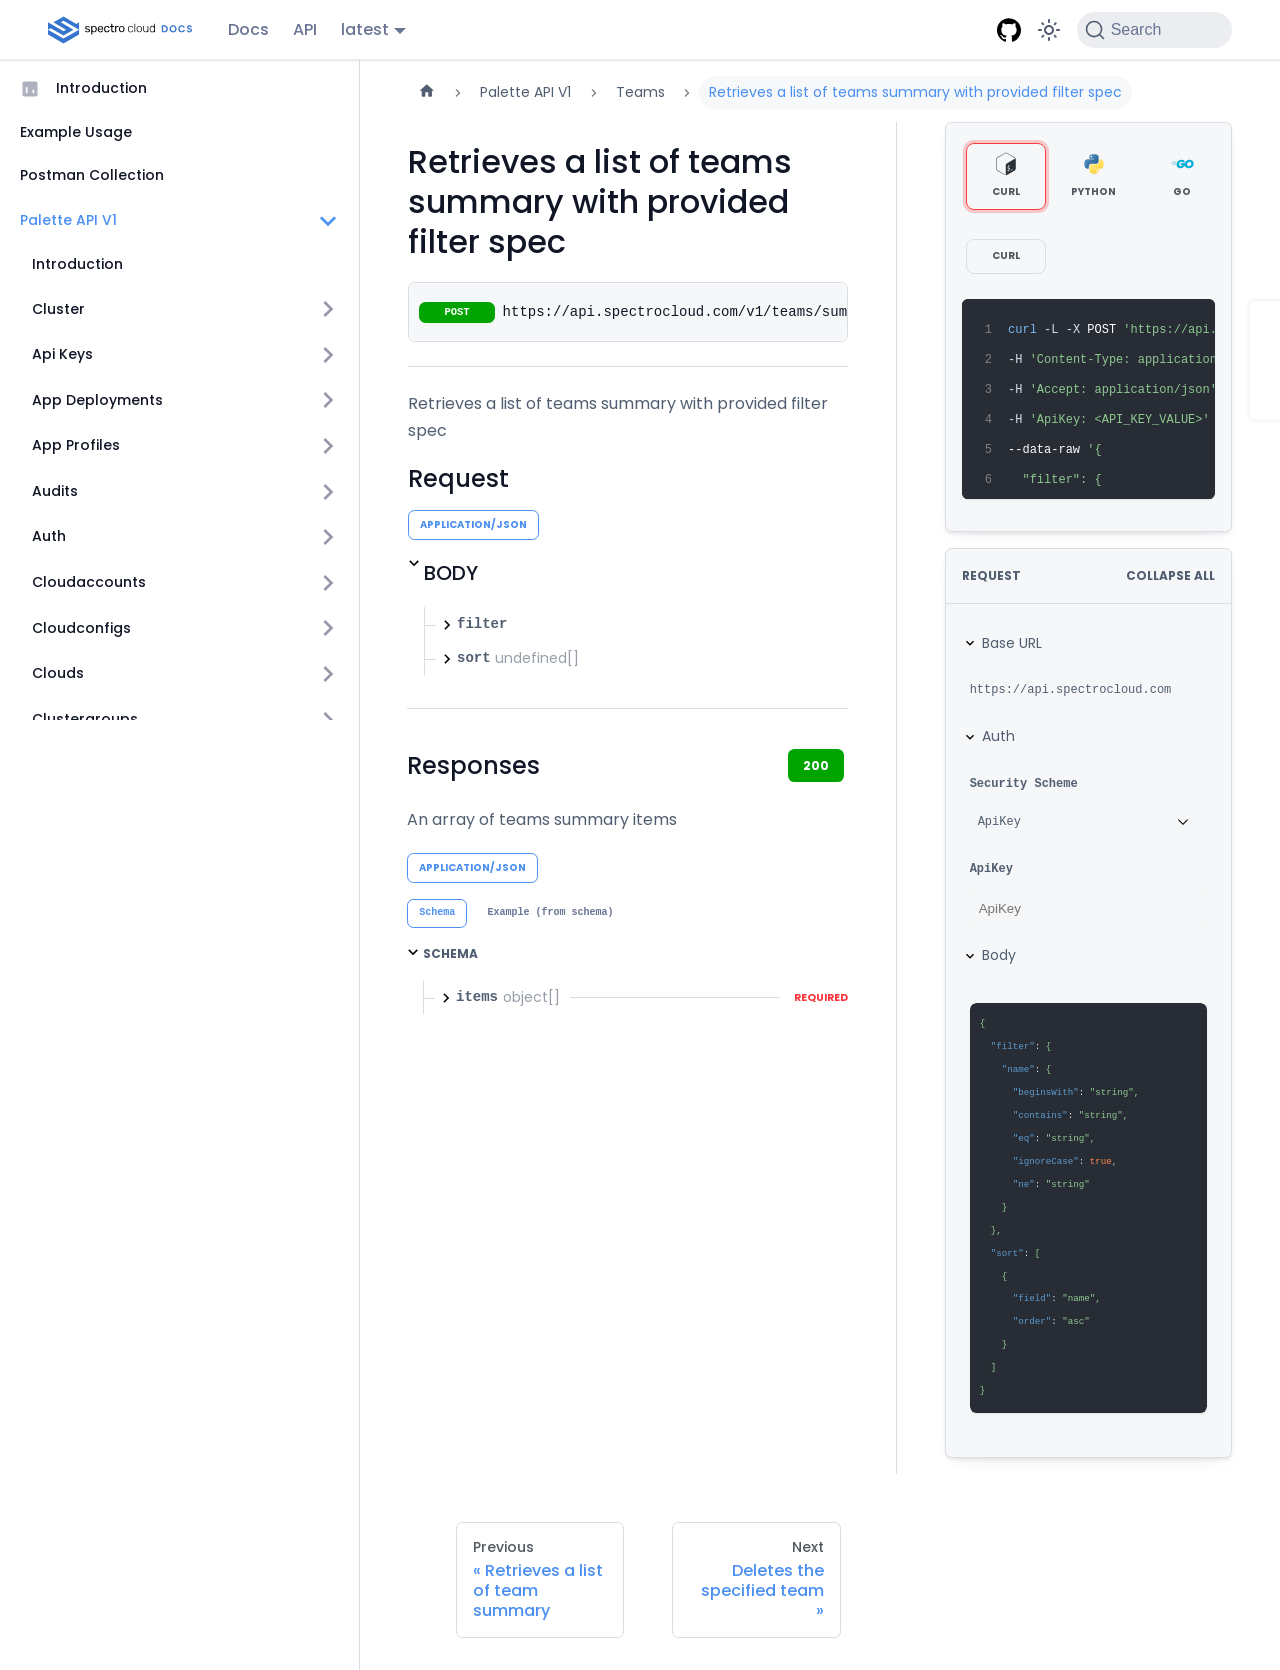 spectro cloud DOCS
Docs
API
latest
Search
Introduction
Example Usage
Postman Collection
Palette API V1
Introduction
Cluster
Api Keys
App Deployments
App Profiles
Audits
Auth
Cloudaccounts
Cloudconfigs
Clouds
Clustergroups
Palette API V1
Teams
Retrieves a list of teams summary with provided filter spec
Retrieves a list of teams
summary with provided
filter spec
POST https://api.spectrocloud.com/v1/teams/sum
Retrieves a list of teams summary with provided filter
spec
Request
APPLICATION/JSON
BODY
filter
sort undefined[]
Responses
200
An array of teams summary items
APPLICATION/JSON
Schema
Example (from schema)
SCHEMA
items object[] REQUIRED
CURL
PYTHON
GO
CURL
1 curl -L -X POST 'https://api.
2 -H 'Content-Type: application
3 -H 'Accept: application/json'
4 -H 'ApiKey: <API_KEY_VALUE>'
5 --data-raw '{
6 "filter": {
REQUEST
COLLAPSE ALL
Base URL
https://api.spectrocloud.com
Auth
Security Scheme
ApiKey
ApiKey
ApiKey
Body
{
"filter": {
"name": {
"beginsWith": "string",
"contains": "string",
"eq": "string",
"ignoreCase": true,
"ne": "string"
}
},
"sort": [
{
"field": "name",
"order": "asc"
}
]
}
Previous
« Retrieves a list
of team
summary
Next
Deletes the
specified team
»